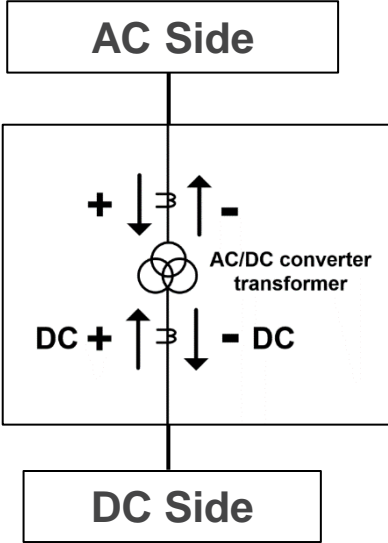 AC Side
+ -
AC/DC converter
transformer
DC + - DC
DC Side